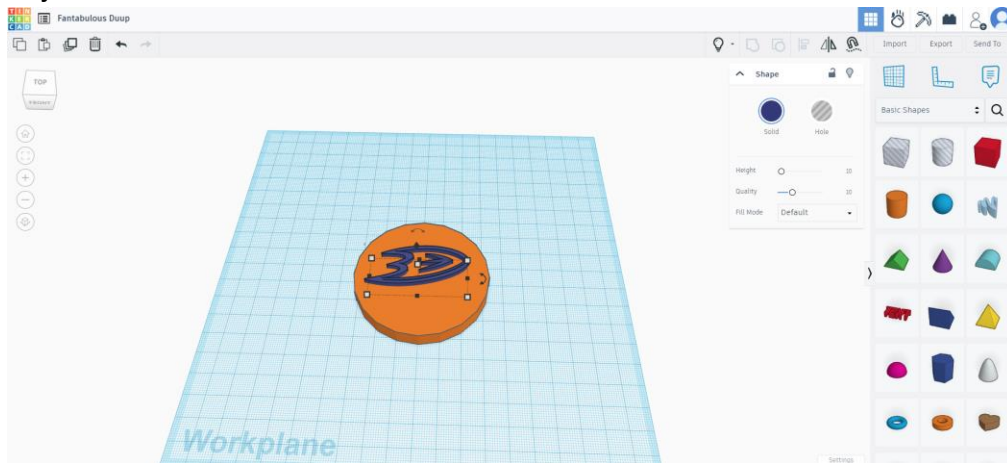 TIN
KER
CAD
Fantabulous Duup
Import
Export
Send To
TOP
Shape
Solid
Hole
Height
10
Quality
10
Fill Mode
Default
Basic Shapes
Workplane
Settings